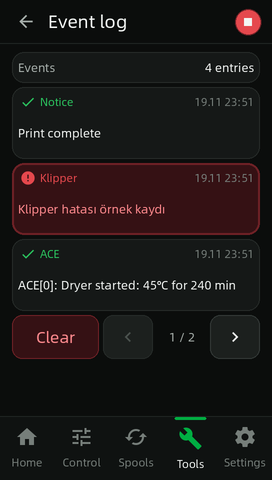 Event log
Events 4 entries
Notice 19.11 23:51
Print complete
Klipper 19.11 23:51
Klipper hatası örnek kaydı
ACE 19.11 23:51
ACE[0]: Dryer started: 45°C for 240 min
Clear 1 / 2
Home Control Spools Tools Settings